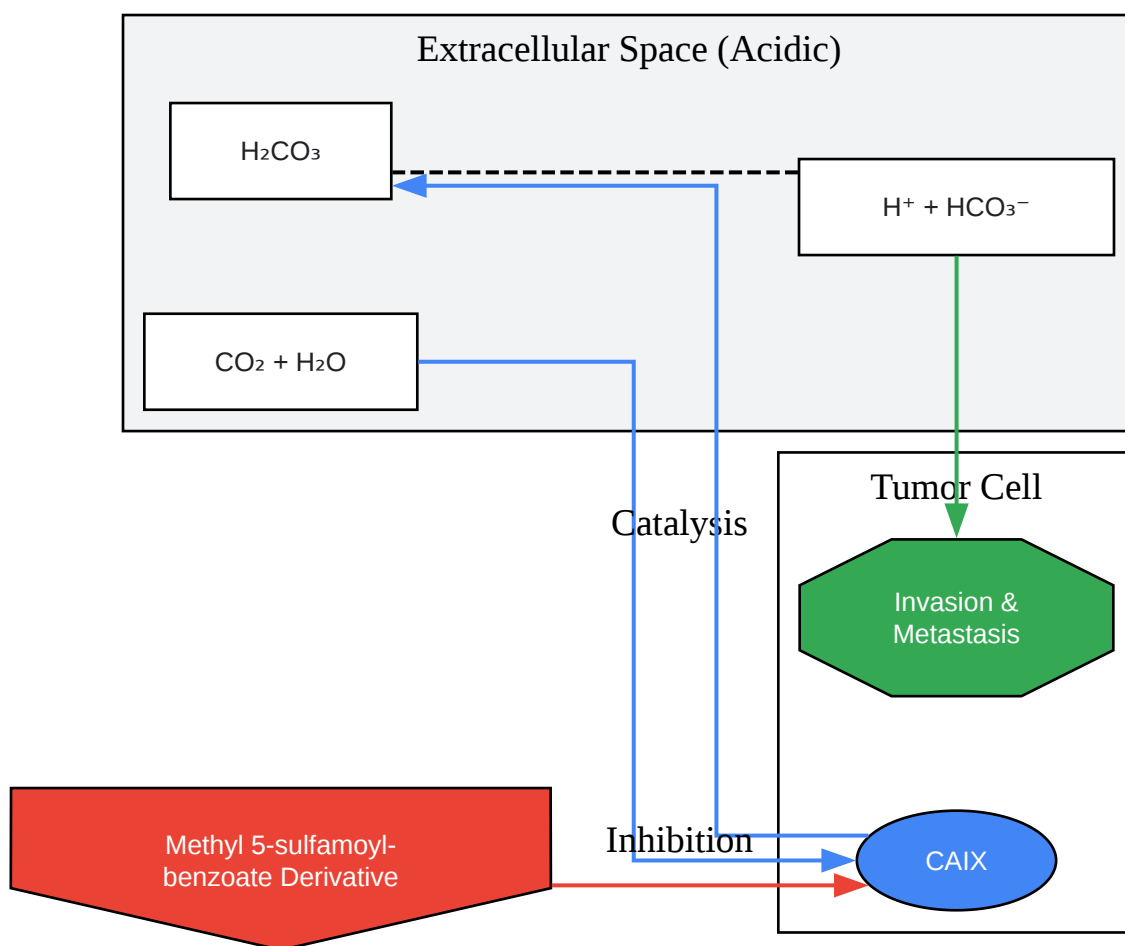 Extracellular Space (Acidic)
H₂CO₃
H⁺ + HCO₃⁻
CO₂ + H₂O
Tumor Cell
Catalysis
Invasion &
Metastasis
Inhibition
Methyl 5-sulfamoyl-
benzoate Derivative
CAIX